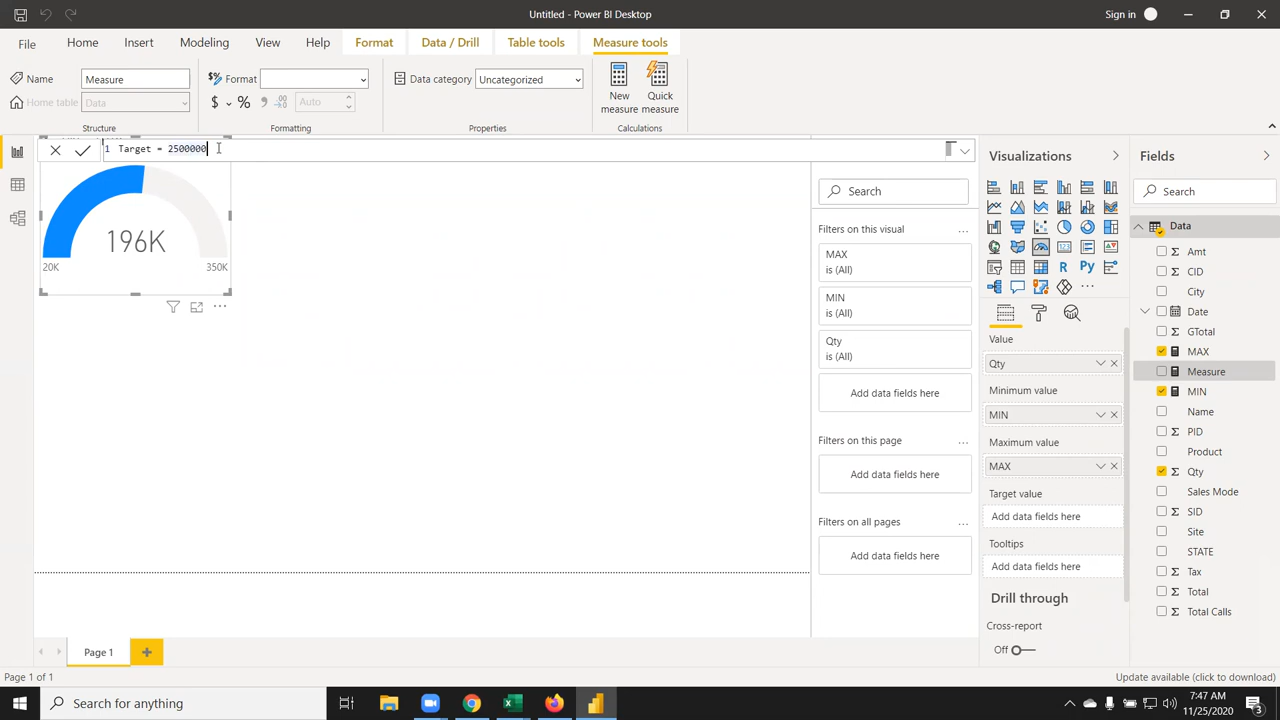 Untitled - Power BI Desktop
Sign in
File
Home
Insert
Modeling
View
Help
Format
Data / Drill
Table tools
Measure tools
Name
Measure
Home table
Data
Structure
Format
$
%
Auto
Formatting
Data category
Uncategorized
Properties
New measure
Quick measure
Calculations
1 Target = 2500000
196K
20K
350K
Search
Filters on this visual
MAX
is (All)
MIN
is (All)
Qty
is (All)
Add data fields here
Filters on this page
Add data fields here
Filters on all pages
Add data fields here
Visualizations
R
Py
Value
Qty
Minimum value
MIN
Maximum value
MAX
Target value
Add data fields here
Tooltips
Add data fields here
Drill through
Cross-report
Off
Fields
Search
Data
Amt
CID
City
Date
GTotal
MAX
Measure
MIN
Name
PID
Product
Qty
Sales Mode
SID
Site
STATE
Tax
Total
Total Calls
Page 1
Page 1 of 1
Update available (click to download)
Search for anything
7:47 AM
11/25/2020
3